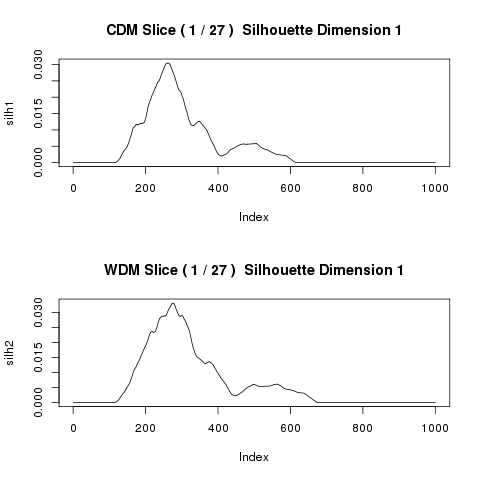 CDM Slice ( 1 / 27 )  Silhouette Dimension 1
silh1
0.030
0.015
0.000
0 200 400 600 800 1000
Index
WDM Slice ( 1 / 27 )  Silhouette Dimension 1
silh2
0.030
0.015
0.000
0 200 400 600 800 1000
Index